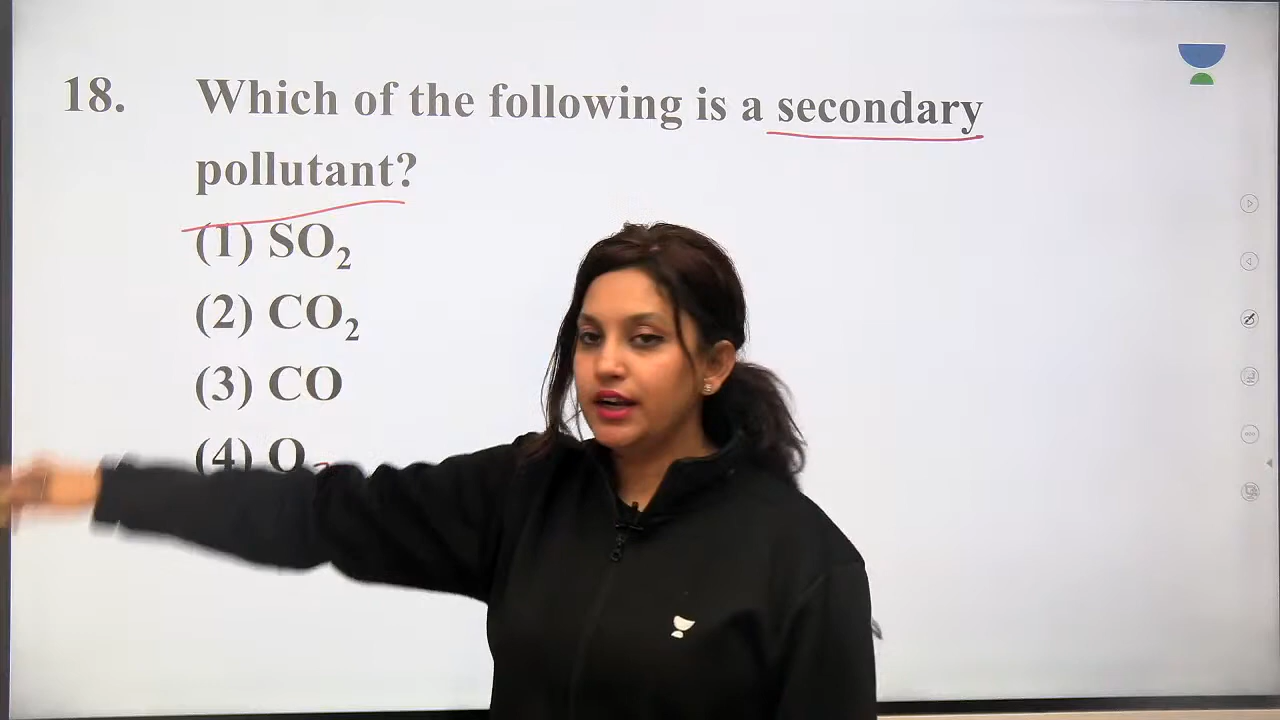 18. Which of the following is a secondary
pollutant?
(1) SO₂
(2) CO₂
(3) CO
(4) O